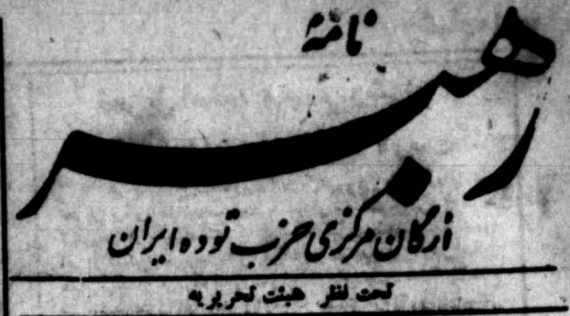 نامهٔ
رهبر
ارگان مرکزی حزب توده ایران
تحت نظر هیئت تحریریه